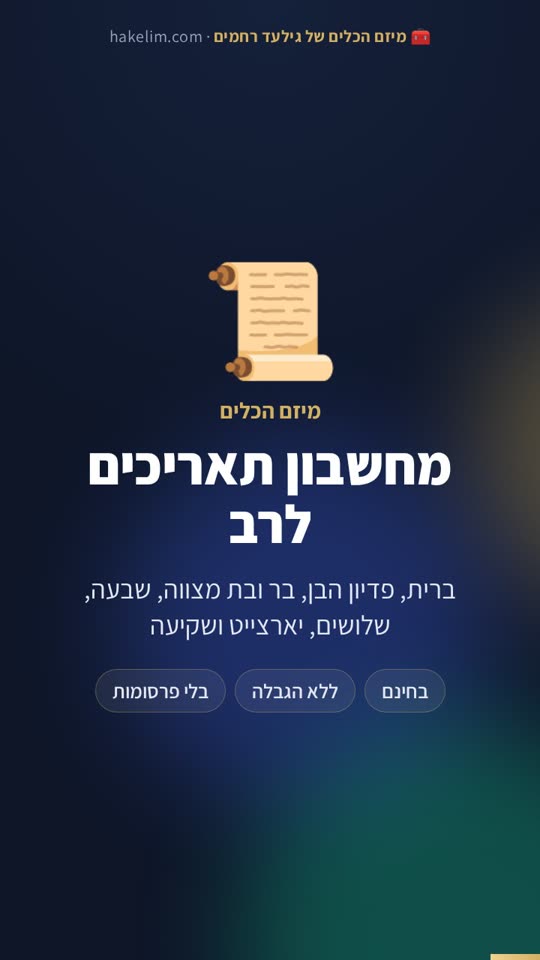 🧰 מיזם הכלים של גילעד רחמים · hakelim.com
מיזם הכלים
מחשבון תאריכים
לרב
ברית, פדיון הבן, בר ובת מצווה, שבעה,
שלושים, יארצייט ושקיעה
בחינם
ללא הגבלה
בלי פרסומות